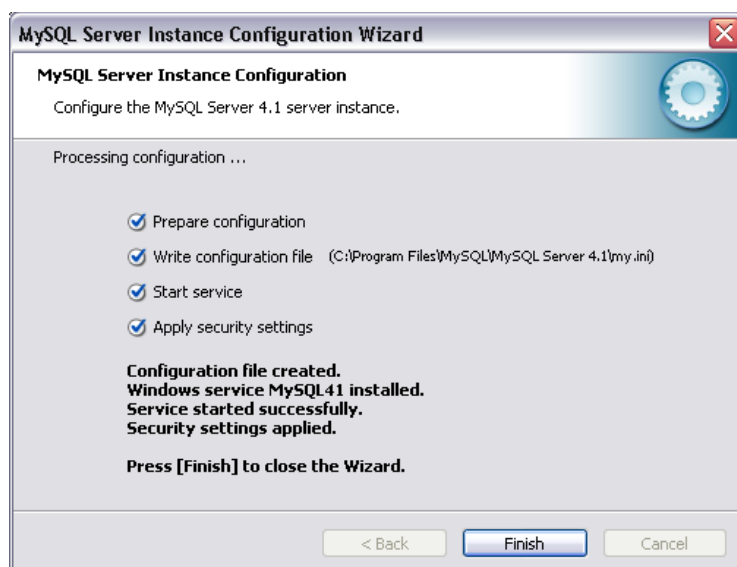 MySQL Server Instance Configuration Wizard
MySQL Server Instance Configuration
Configure the MySQL Server 4.1 server instance.
Processing configuration ...
Prepare configuration
Write configuration file (C:\Program Files\MySQL\MySQL Server 4.1\my.ini)
Start service
Apply security settings
Configuration file created.
Windows service MySQL41 installed.
Service started successfully.
Security settings applied.
Press [Finish] to close the Wizard.
< Back Finish Cancel